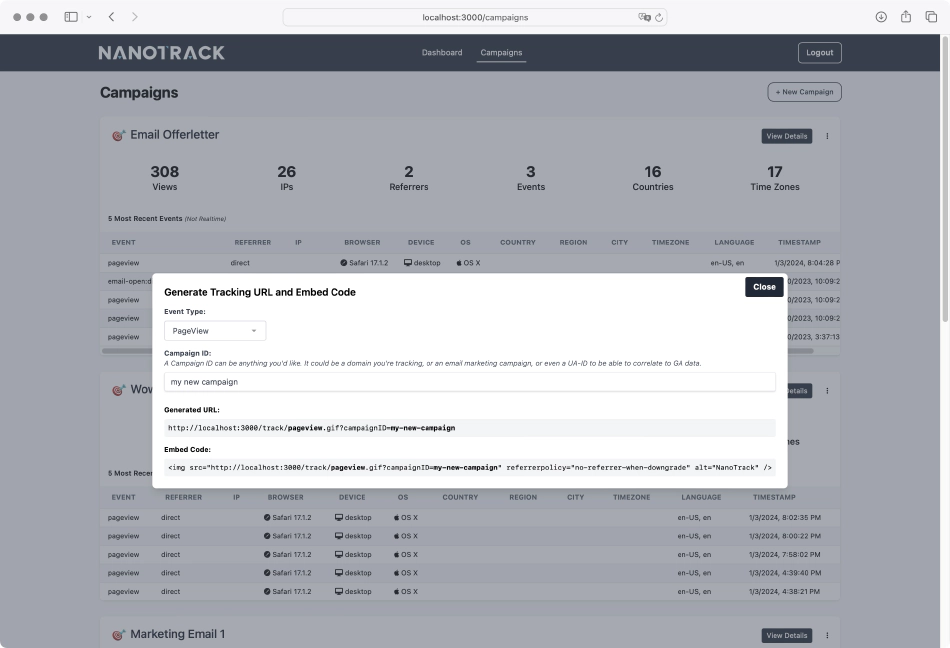 localhost:3000/campaigns
NANOTRACK
Dashboard
Campaigns
Logout
Campaigns
+ New Campaign
Email Offerletter
View Details
308 26 2 3 16 17
Views IPs Referrers Events Countries Time Zones
5 Most Recent Events (Not Realtime)
EVENT REFERRER IP BROWSER DEVICE OS COUNTRY REGION CITY TIMEZONE LANGUAGE TIMESTAMP
pageview direct Safari 17.1.2 desktop OS X en-US, en 1/3/2024, 8:04:28 P
email-open:d 0/2023, 10:09:2
pageview 0/2023, 10:09:2
pageview 0/2023, 10:09:2
pageview 0/2023, 3:37:13
Generate Tracking URL and Embed Code
Close
Event Type:
PageView
Campaign ID:
A Campaign ID can be anything you'd like. It could be a domain you're tracking, or an email marketing campaign, or even a UA-ID to be able to correlate to GA data.
my new campaign
Generated URL:
http://localhost:3000/track/pageview.gif?campaignID=my-new-campaign
Embed Code:
<img src="http://localhost:3000/track/pageview.gif?campaignID=my-new-campaign" referrerpolicy="no-referrer-when-downgrade" alt="NanoTrack" />
Wov
etails
nes
5 Most Recer
EVENT REFERRER IP BROWSER DEVICE OS COUNTRY REGION CITY TIMEZONE LANGUAGE TIMESTAMP
pageview direct Safari 17.1.2 desktop OS X en-US, en 1/3/2024, 8:02:35 PM
pageview direct Safari 17.1.2 desktop OS X en-US, en 1/3/2024, 8:00:22 PM
pageview direct Safari 17.1.2 desktop OS X en-US, en 1/3/2024, 7:58:02 PM
pageview direct Safari 17.1.2 desktop OS X en-US, en 1/3/2024, 4:39:40 PM
pageview direct Safari 17.1.2 desktop OS X en-US, en 1/3/2024, 4:38:21 PM
Marketing Email 1
View Details